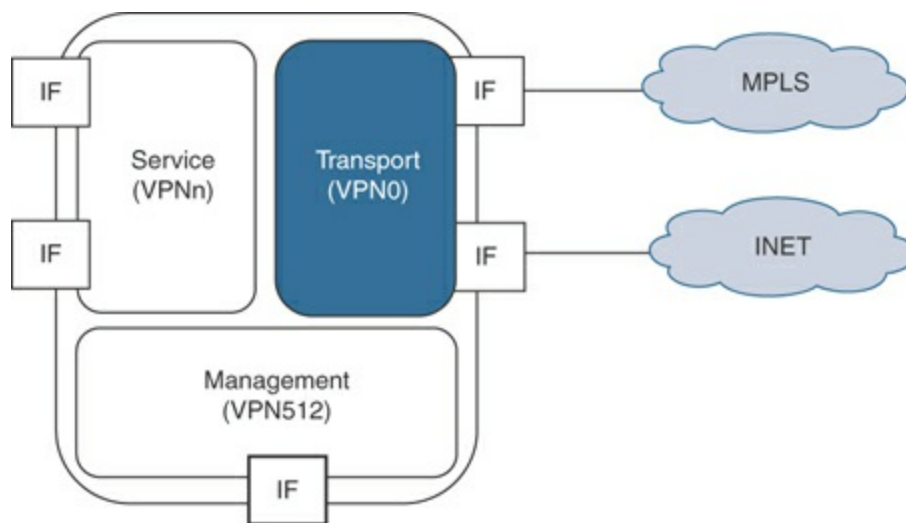 IF
IF
MPLS
Service
(VPNn)
Transport
(VPN0)
IF
IF
INET
Management
(VPN512)
IF